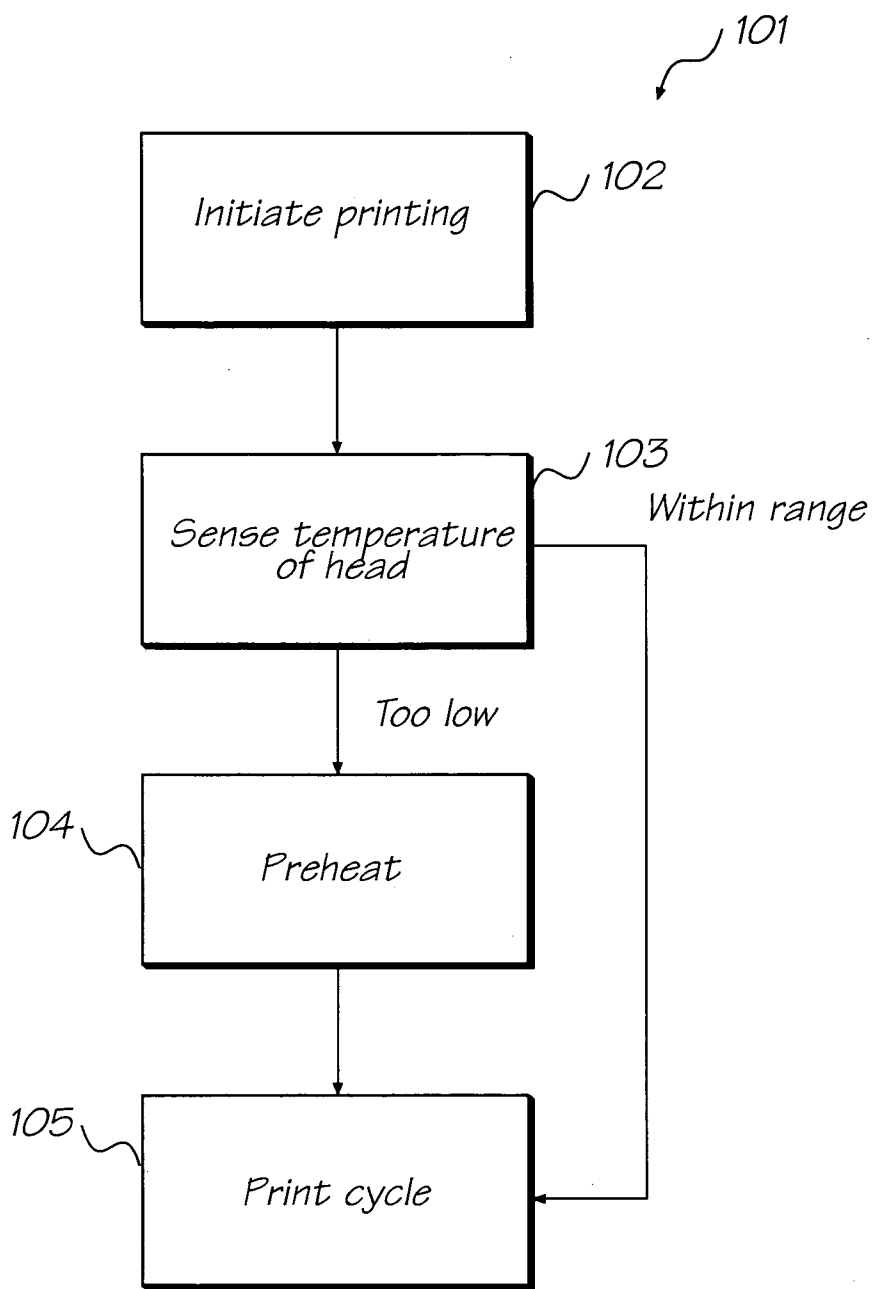 101
Initiate printing
102
Sense temperature
of head
103
Within range
Too low
104
Preheat
105
Print cycle